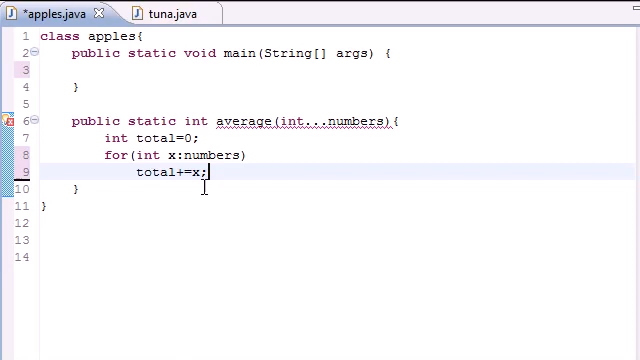 *apples.java tuna.java
1 class apples{
2 public static void main(String[] args) {
3
4 }
5
6 public static int average(int...numbers){
7 int total=0;
8 for(int x:numbers)
9 total+=x;
10 }
11 }
12
13
14